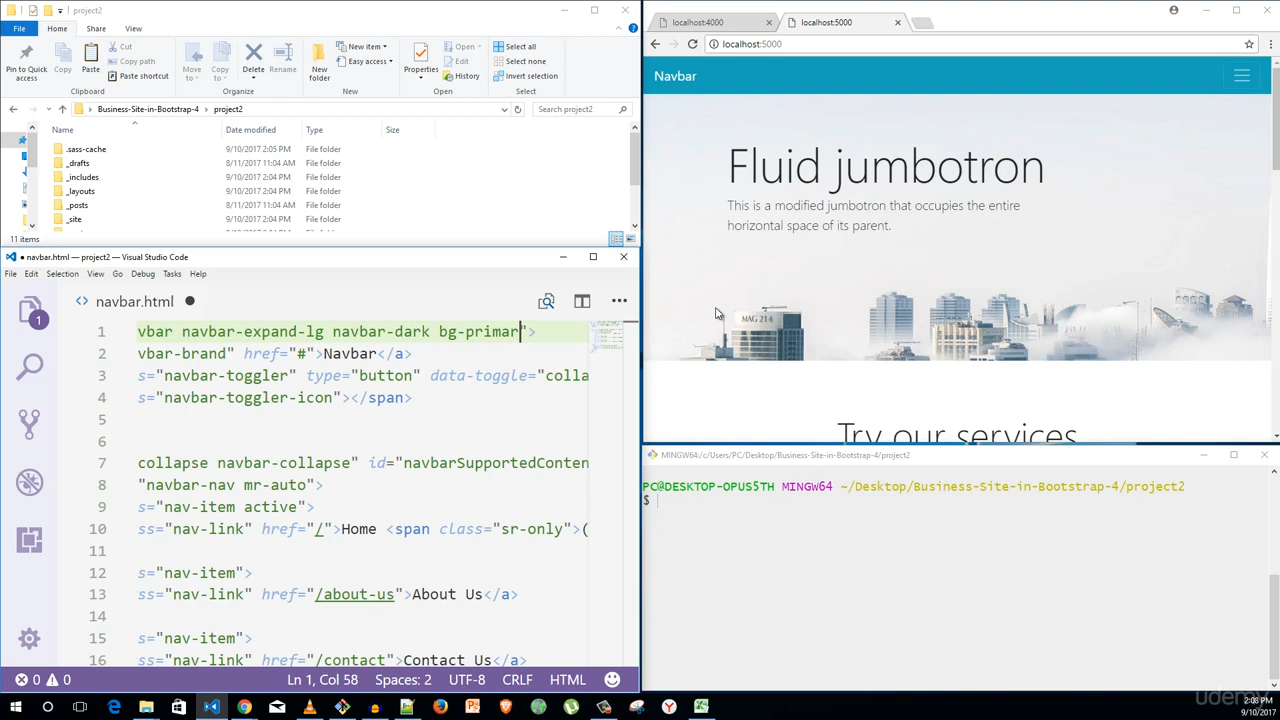 project2
File
Home
Share
View
Pin to Quick access
Copy
Paste
Cut
Copy path
Paste shortcut
Clipboard
Move to
Copy to
Delete
Rename
Organize
New folder
New item
Easy access
New
Properties
Open
Edit
History
Open
Select all
Select none
Invert selection
Select
Business-Site-in-Bootstrap-4 > project2
Search project2
Name Date modified Type Size
.sass-cache 9/10/2017 2:05 PM File folder
_drafts 8/11/2017 11:04 AM File folder
_includes 9/10/2017 2:04 PM File folder
_layouts 9/10/2017 2:04 PM File folder
_posts 8/11/2017 11:04 AM File folder
_site 9/10/2017 2:04 PM File folder
11 items
● navbar.html — project2 — Visual Studio Code
File Edit Selection View Go Debug Tasks Help
1
<> navbar.html ●
1 vbar navbar-expand-lg navbar-dark bg-primar">
2 vbar-brand" href="#">Navbar</a>
3 s="navbar-toggler" type="button" data-toggle="colla
4 s="navbar-toggler-icon"></span>
5
6
7 collapse navbar-collapse" id="navbarSupportedConten
8 "navbar-nav mr-auto">
9 s="nav-item active">
10 ss="nav-link" href="/">Home <span class="sr-only">(
11
12 s="nav-item">
13 ss="nav-link" href="/about-us">About Us</a>
14
15 s="nav-item">
16 ss="nav-link" href="/contact">Contact Us</a>
0 0 Ln 1, Col 58 Spaces: 2 UTF-8 CRLF HTML
localhost:4000
localhost:5000
localhost:5000
Navbar
Fluid jumbotron
This is a modified jumbotron that occupies the entire
horizontal space of its parent.
MAG 21-6
Try our services
MINGW64:/c/Users/PC/Desktop/Business-Site-in-Bootstrap-4/project2
PC@DESKTOP-OPUS5TH MINGW64 ~/Desktop/Business-Site-in-Bootstrap-4/project2
$
udemy
2:08 PM
9/10/2017